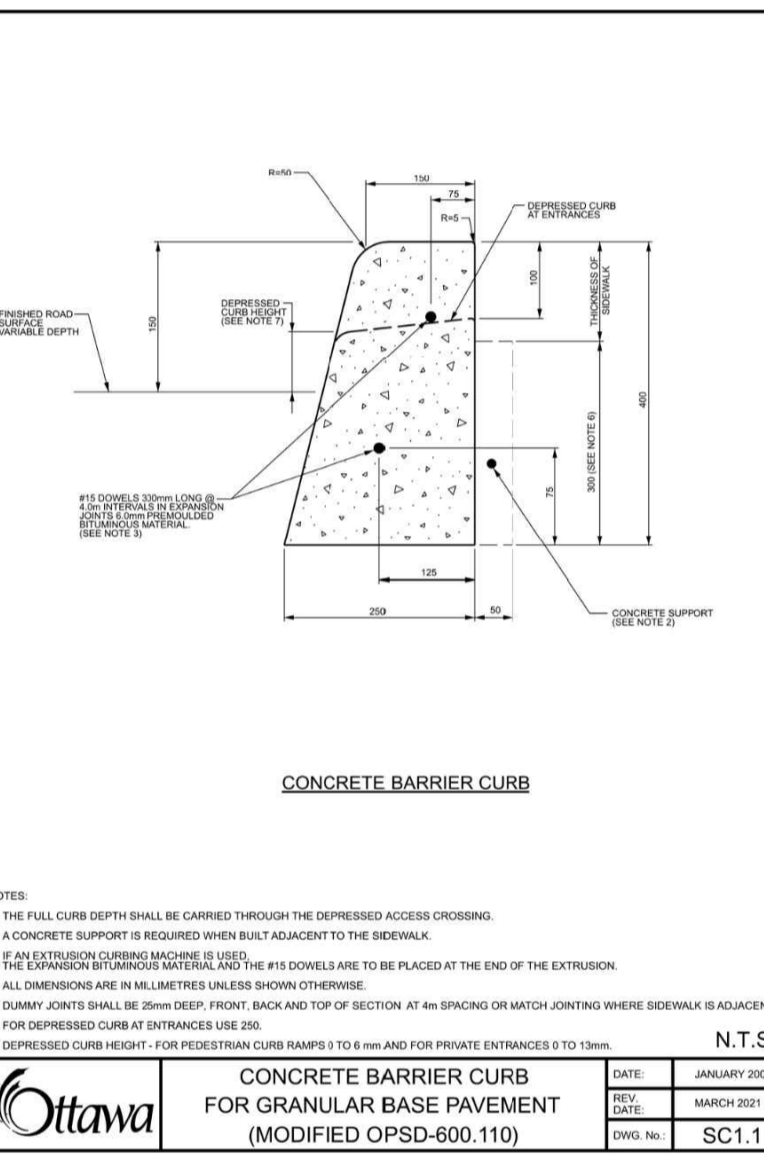 R=50
150
75
R=5
DEPRESSED CURB
AT ENTRANCES
FINISHED ROAD
SURFACE
VARIABLE DEPTH
150
DEPRESSED
CURB HEIGHT
(SEE NOTE 7)
100
THICKNESS OF
SIDEWALK
400
300 (SEE NOTE 6)
75
#15 DOWELS 300mm LONG @
4.0m INTERVALS IN EXPANSION
JOINTS 6.0mm PREMOULDED
BITUMINOUS MATERIAL.
(SEE NOTE 3)
125
250
50
CONCRETE SUPPORT
(SEE NOTE 2)
CONCRETE BARRIER CURB
OTES:
THE FULL CURB DEPTH SHALL BE CARRIED THROUGH THE DEPRESSED ACCESS CROSSING.
A CONCRETE SUPPORT IS REQUIRED WHEN BUILT ADJACENT TO THE SIDEWALK.
IF AN EXTRUSION CURBING MACHINE IS USED,
THE EXPANSION BITUMINOUS MATERIAL AND THE #15 DOWELS ARE TO BE PLACED AT THE END OF THE EXTRUSION.
ALL DIMENSIONS ARE IN MILLIMETRES UNLESS SHOWN OTHERWISE.
DUMMY JOINTS SHALL BE 25mm DEEP, FRONT, BACK AND TOP OF SECTION AT 4m SPACING OR MATCH JOINTING WHERE SIDEWALK IS ADJACEN
FOR DEPRESSED CURB AT ENTRANCES USE 250.
DEPRESSED CURB HEIGHT - FOR PEDESTRIAN CURB RAMPS 0 TO 6 mm AND FOR PRIVATE ENTRANCES 0 TO 13mm.
N.T.S
Ottawa
CONCRETE BARRIER CURB
FOR GRANULAR BASE PAVEMENT
(MODIFIED OPSD-600.110)
DATE: JANUARY 200
REV. DATE: MARCH 2021
DWG. No.: SC1.1